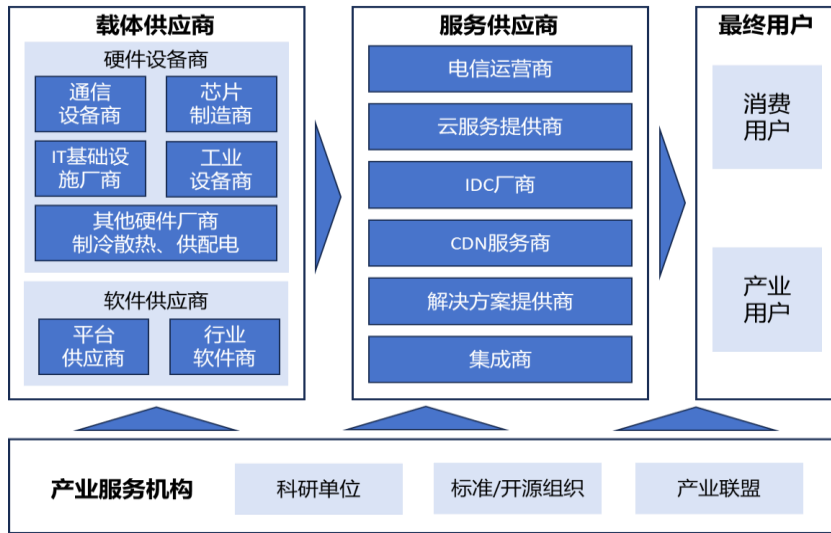 载体供应商
硬件设备商
通信
设备商
芯片
制造商
IT基础设
施厂商
工业
设备商
其他硬件厂商
制冷散热、供配电
软件供应商
平台
供应商
行业
软件商
服务供应商
电信运营商
云服务提供商
IDC厂商
CDN服务商
解决方案提供商
集成商
最终用户
消费
用户
产业
用户
产业服务机构
科研单位
标准/开源组织
产业联盟